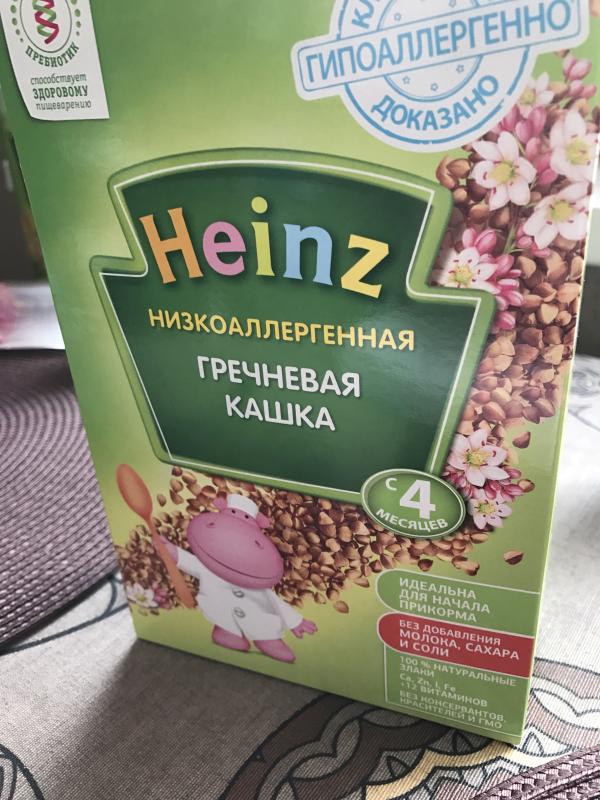 ПРЕБИОТИК
способствует
ЗДОРОВОМУ
пищеварению
ГИПОАЛЛЕРГЕННО
ДОКАЗАНО
Heinz
НИЗКОАЛЛЕРГЕННАЯ
ГРЕЧНЕВАЯ
КАШКА
С 4
МЕСЯЦЕВ
ИДЕАЛЬНА
ДЛЯ НАЧАЛА
ПРИКОРМА
БЕЗ ДОБАВЛЕНИЯ
МОЛОКА, САХАРА
И СОЛИ
100 % НАТУРАЛЬНЫЕ
ЗЛАКИ
Ca, Zn, I, Fe
+12 ВИТАМИНОВ
БЕЗ КОНСЕРВАНТОВ,
КРАСИТЕЛЕЙ И ГМО